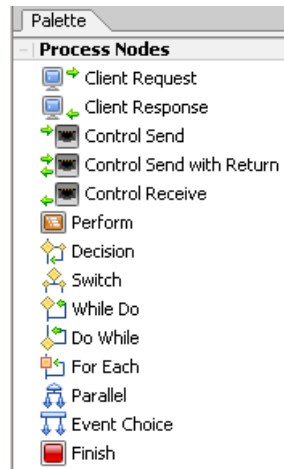 Palette
Process Nodes
Client Request
Client Response
Control Send
Control Send with Return
Control Receive
Perform
Decision
Switch
While Do
Do While
For Each
Parallel
Event Choice
Finish